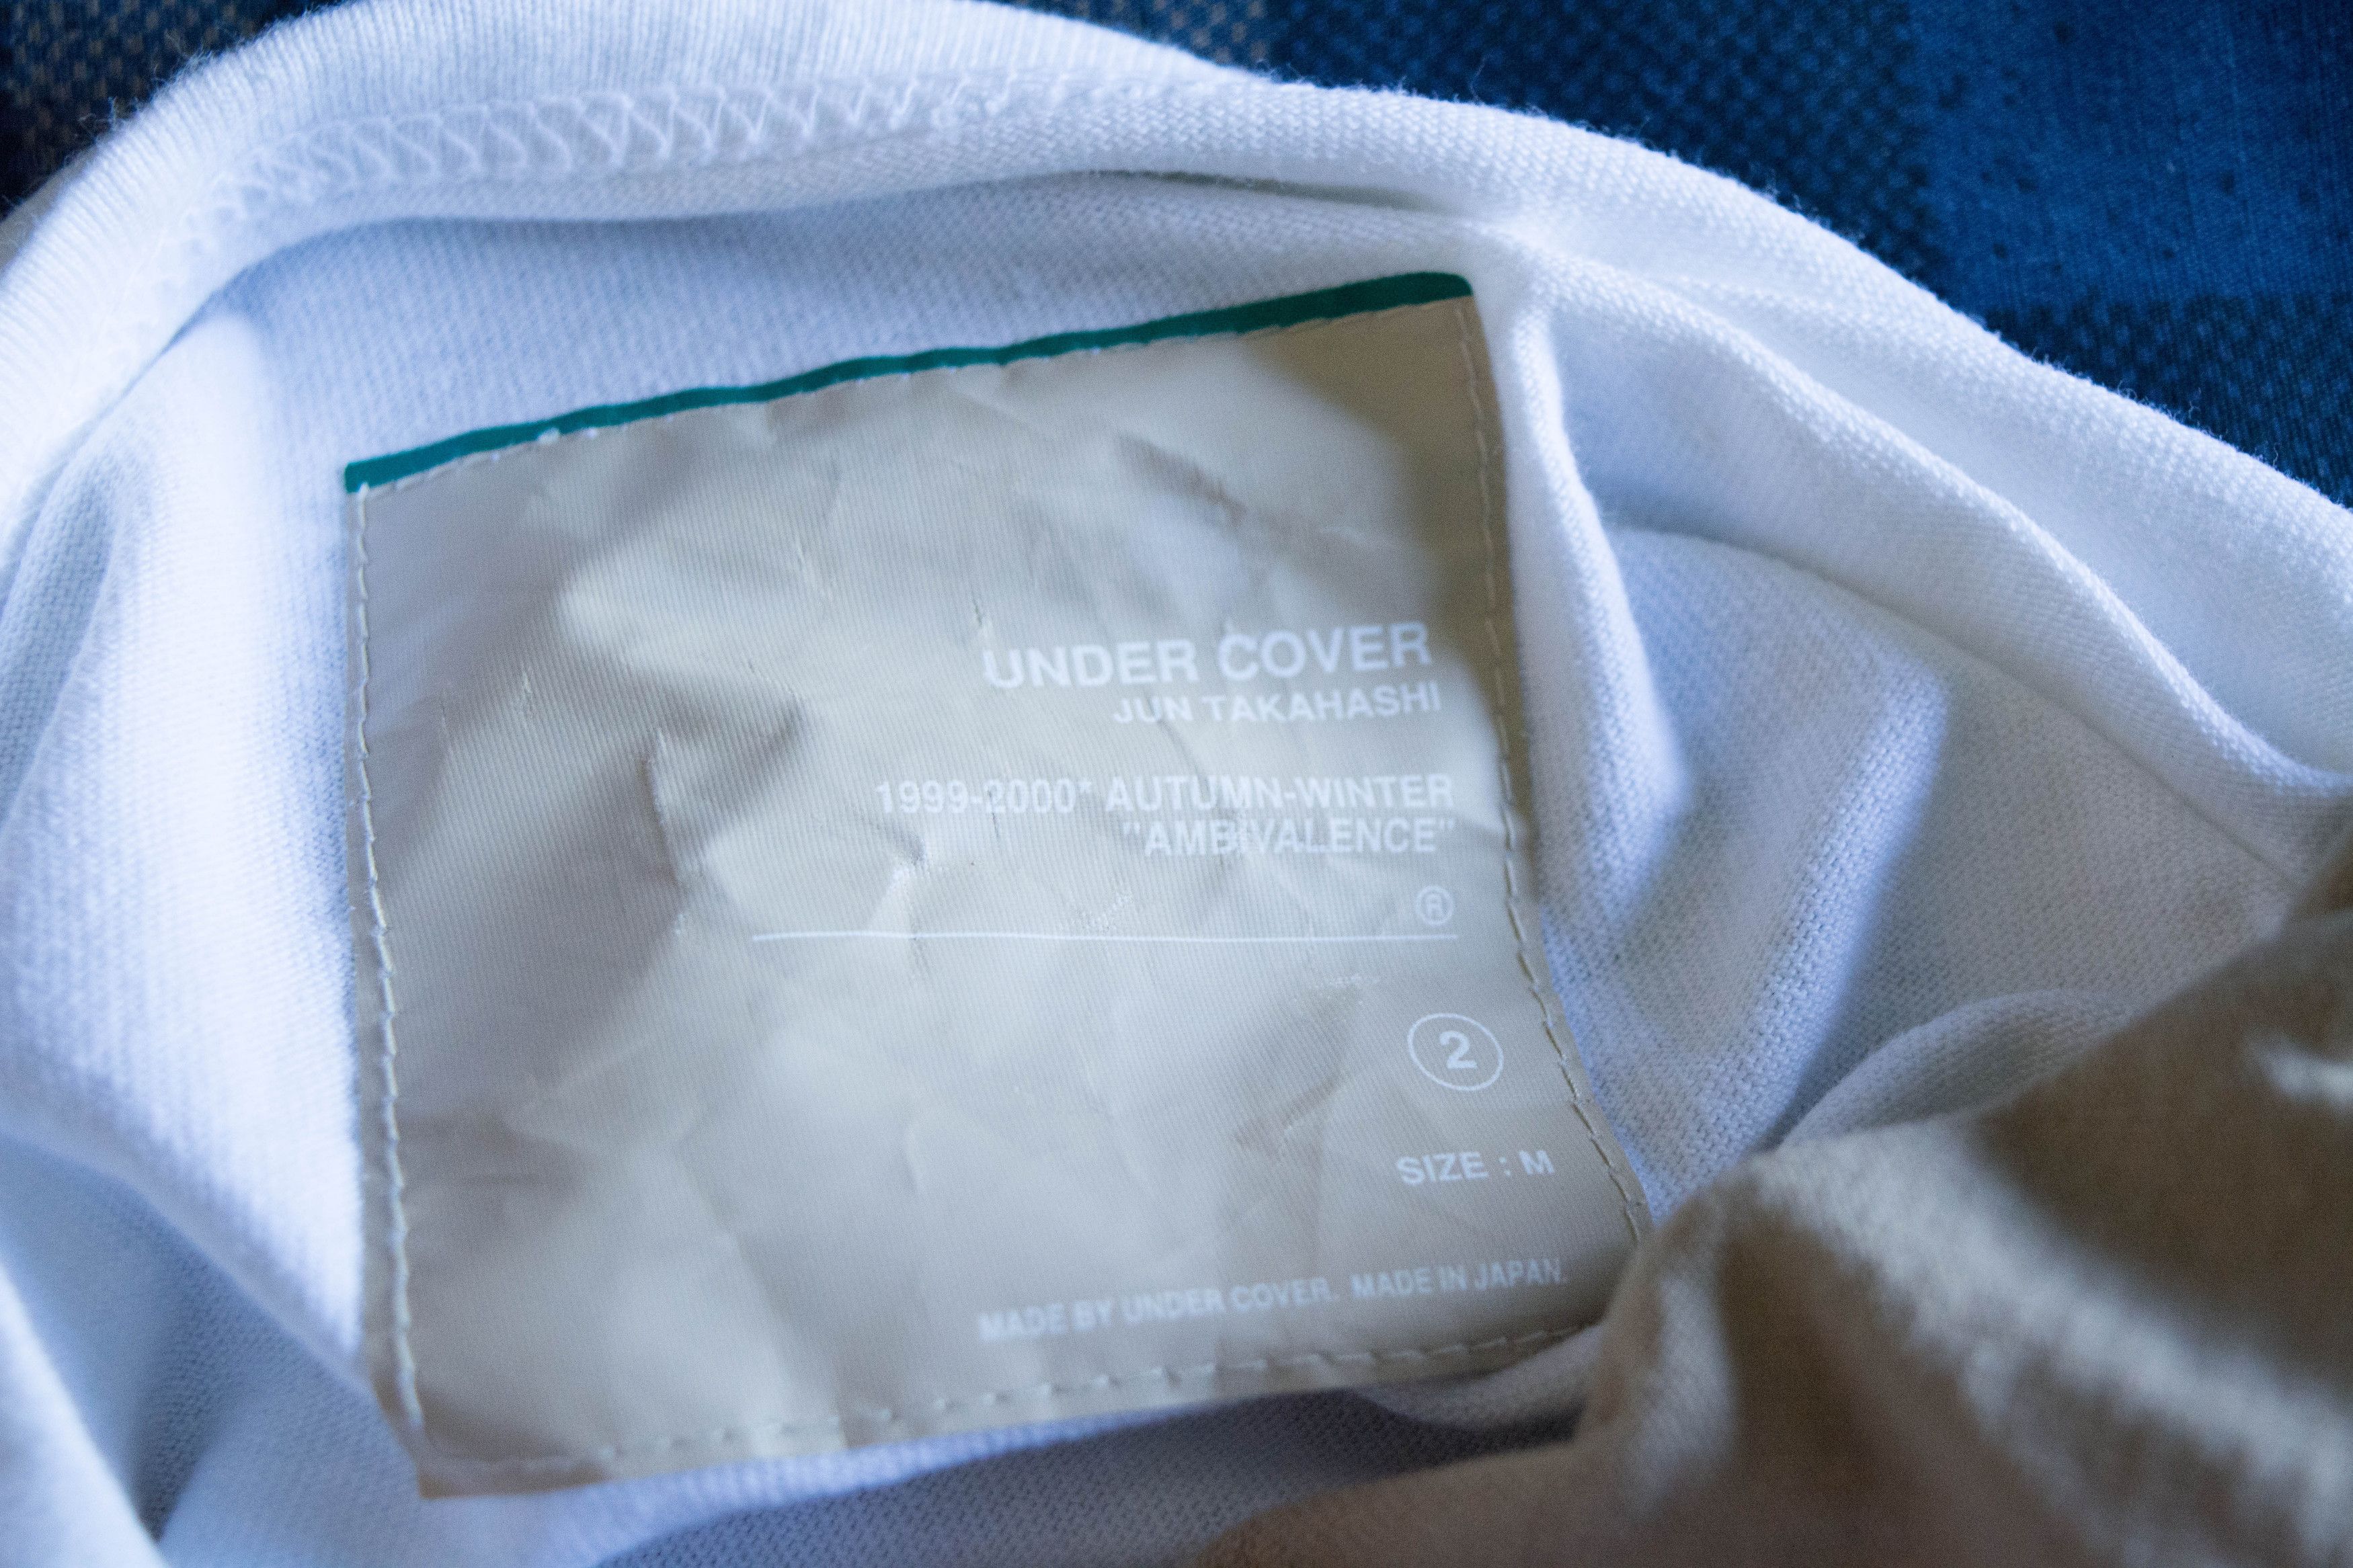 UNDER COVER
JUN TAKAHASHI
1999-2000* AUTUMN-WINTER
"AMBIVALENCE"
®
2
SIZE : M
MADE BY UNDER COVER. MADE IN JAPAN.